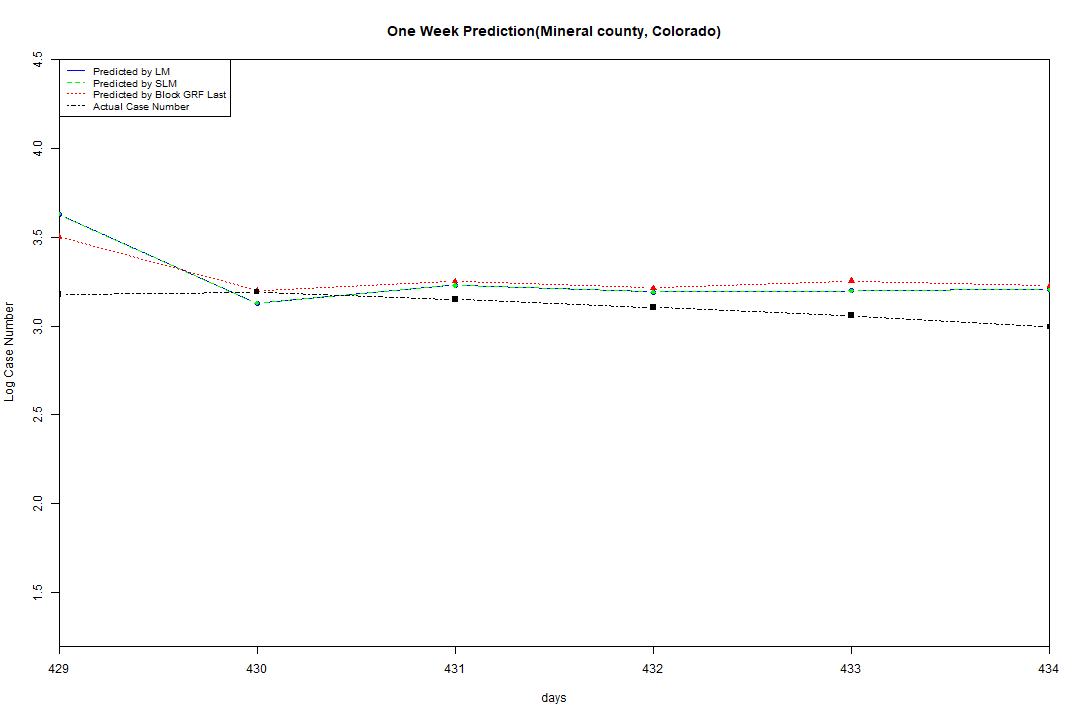 One Week Prediction(Mineral county, Colorado)
Predicted by LM
Predicted by SLM
Predicted by Block GRF Last
Actual Case Number
Log Case Number
4.5
4.0
3.5
3.0
2.5
2.0
1.5
429 430 431 432 433 434
days